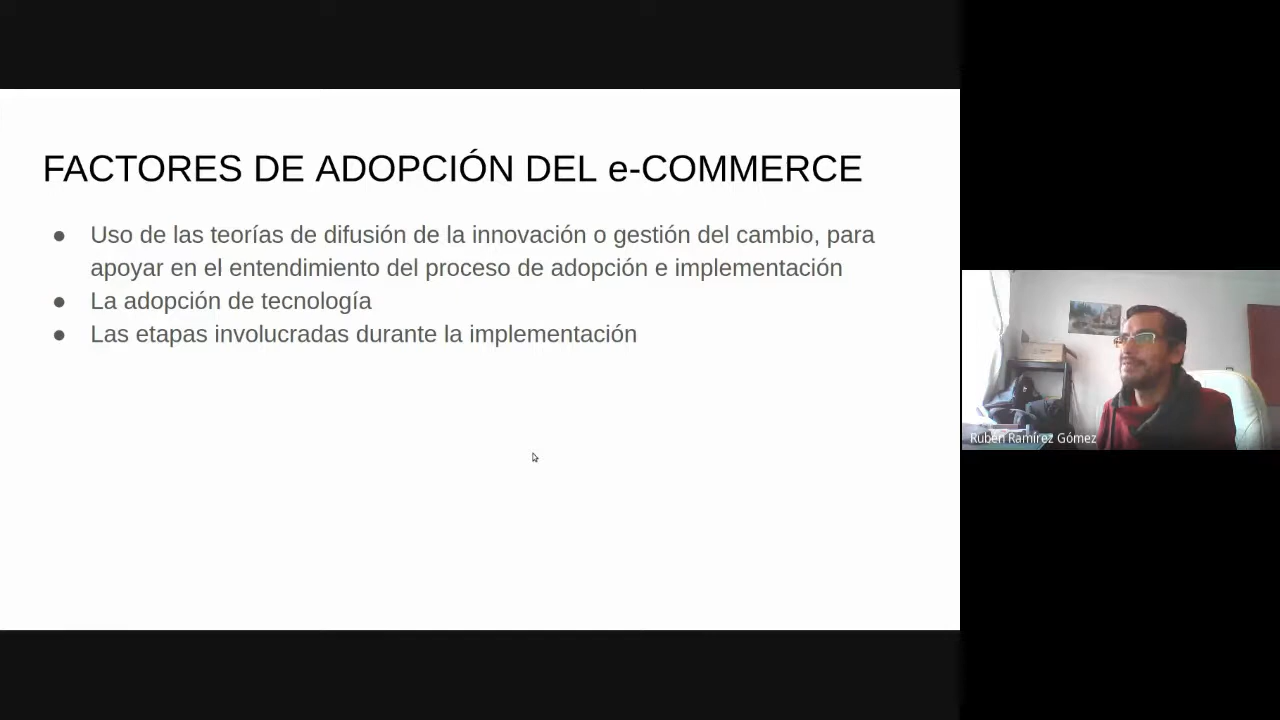 FACTORES DE ADOPCIÓN DEL e-COMMERCE
● Uso de las teorías de difusión de la innovación o gestión del cambio, para
apoyar en el entendimiento del proceso de adopción e implementación
● La adopción de tecnología
● Las etapas involucradas durante la implementación
Rubén Ramírez Gómez